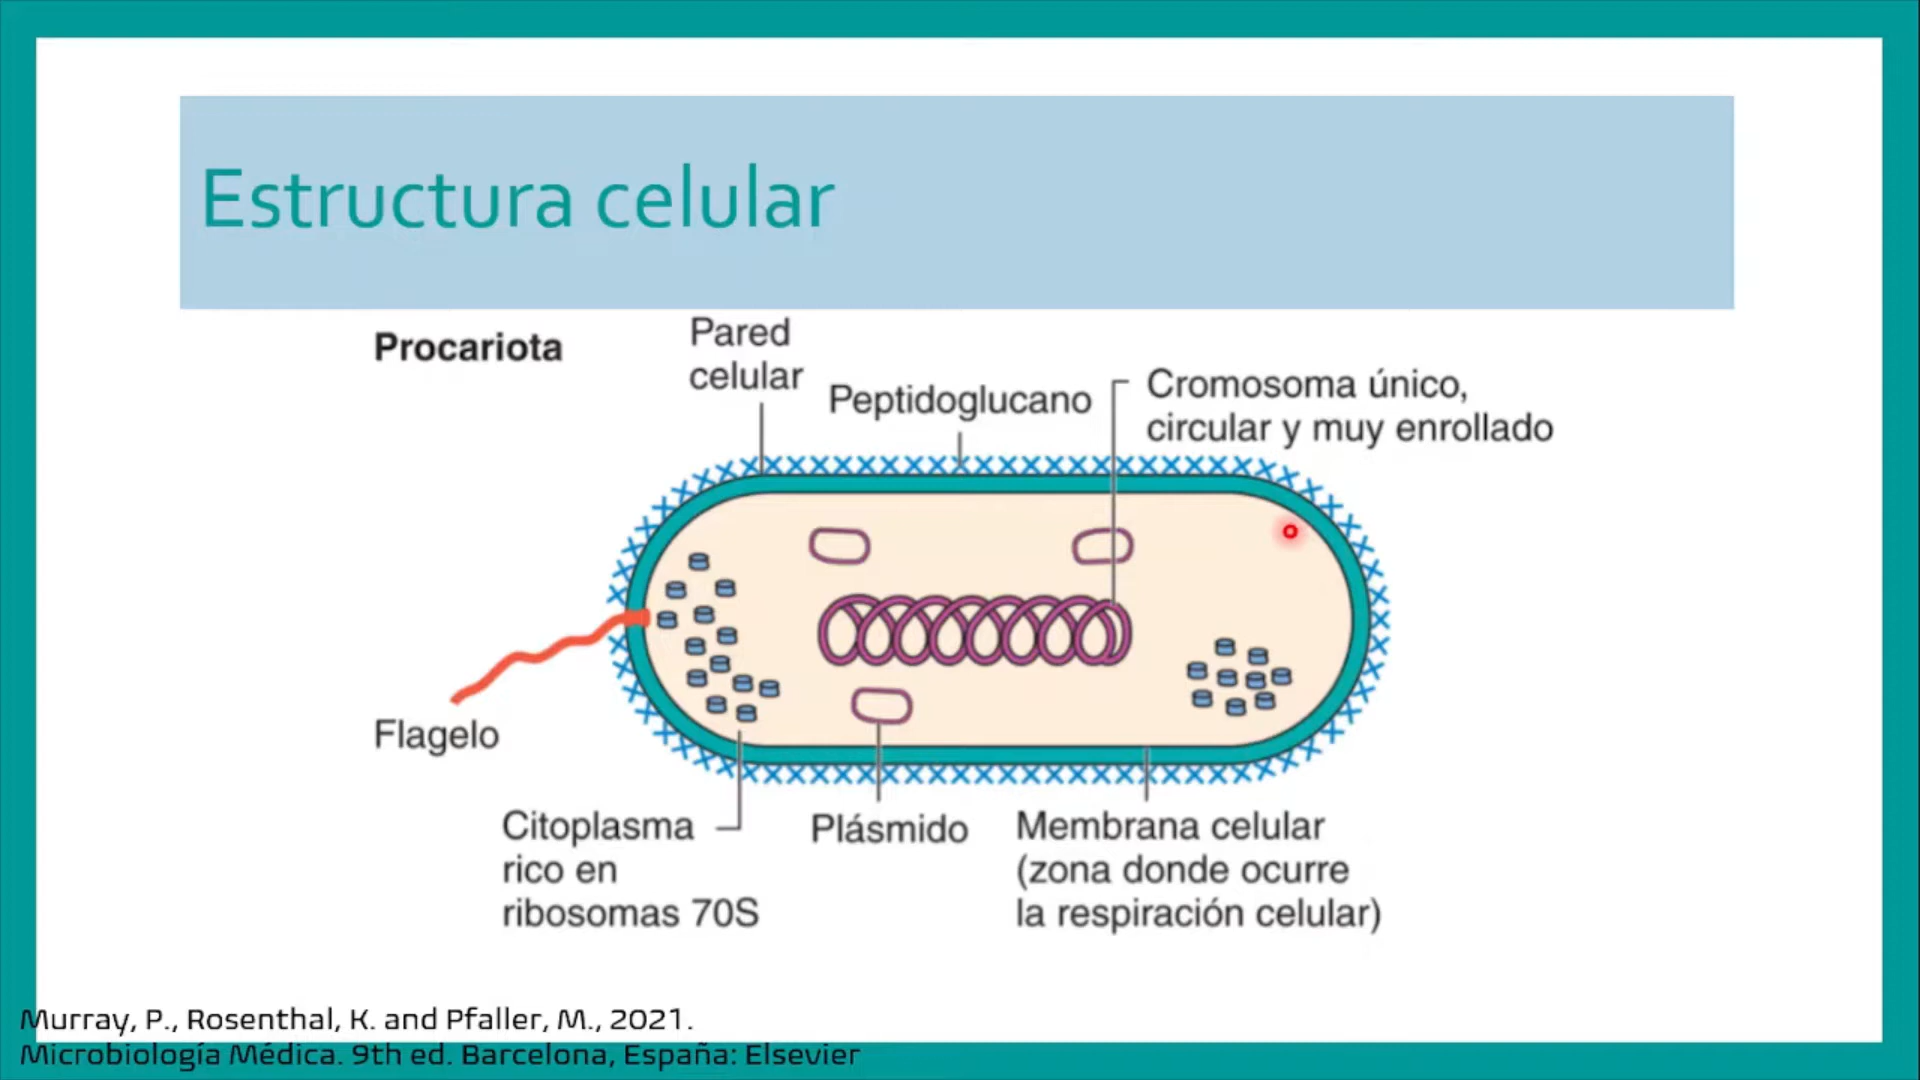 Estructura celular
Procariota
Pared
celular
Peptidoglucano
Cromosoma único,
circular y muy enrollado
Flagelo
Citoplasma
rico en
ribosomas 70S
Plásmido
Membrana celular
(zona donde ocurre
la respiración celular)
Murray, P., Rosenthal, K. and Pfaller, M., 2021.
Microbiología Médica. 9th ed. Barcelona, España: Elsevier